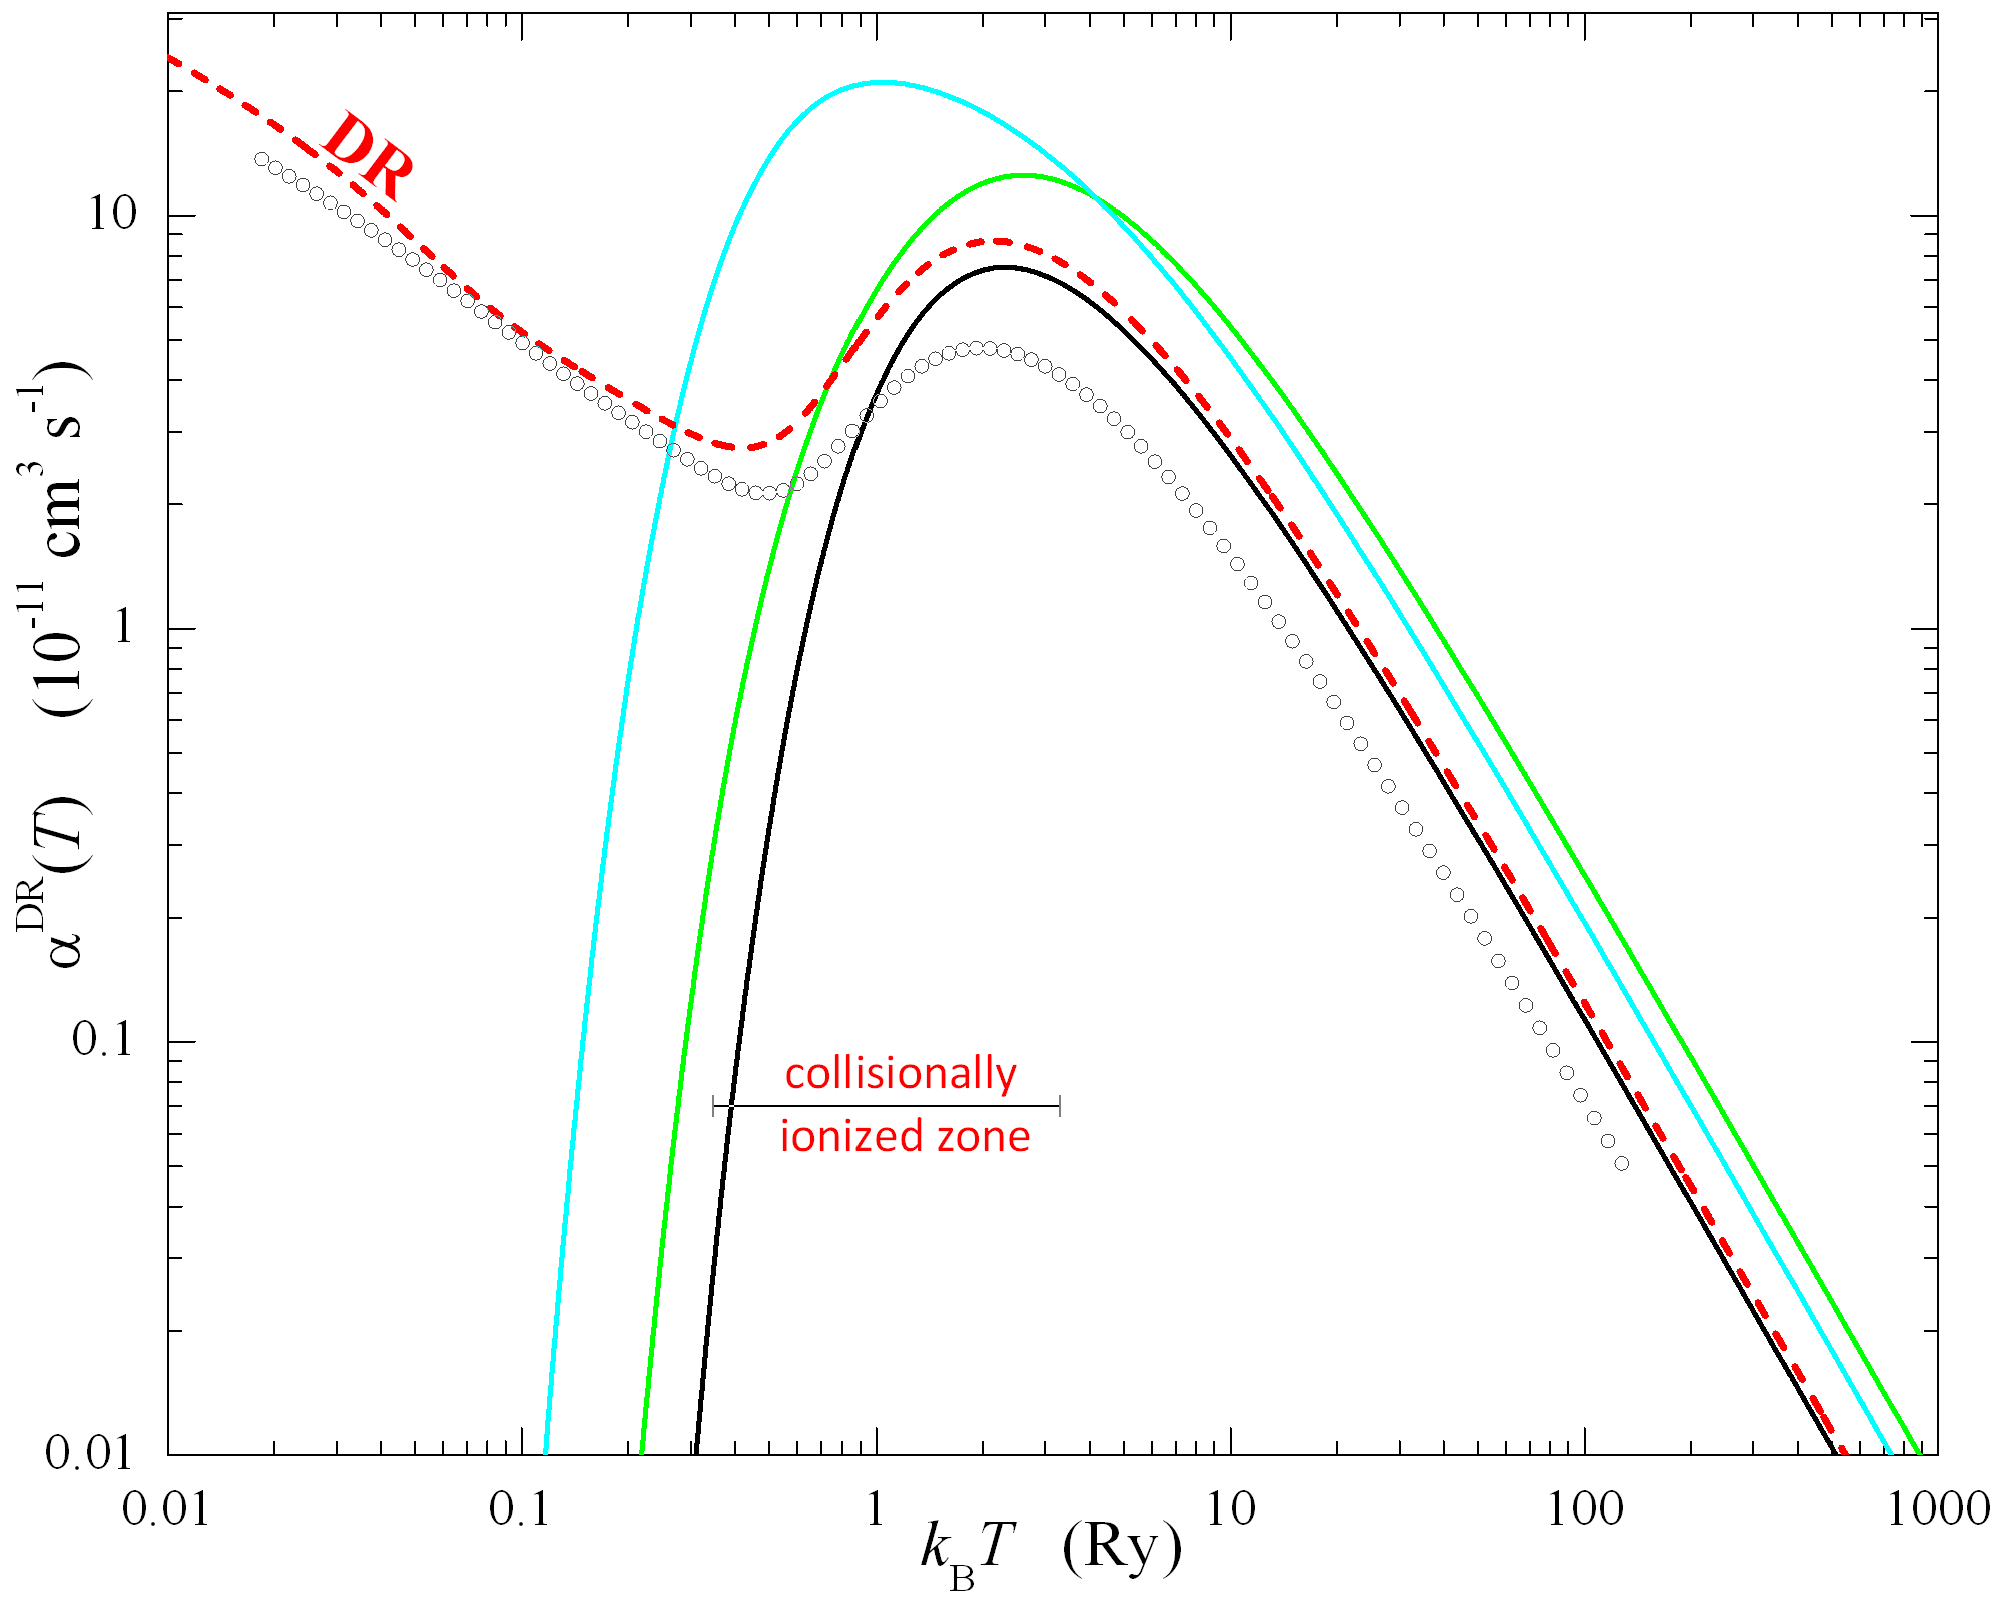 DR
10
1
0.1
0.01
α^DR(T) (10^-11 cm^3 s^-1)
collisionally
ionized zone
0.01 0.1 1 10 100 1000
k_BT (Ry)